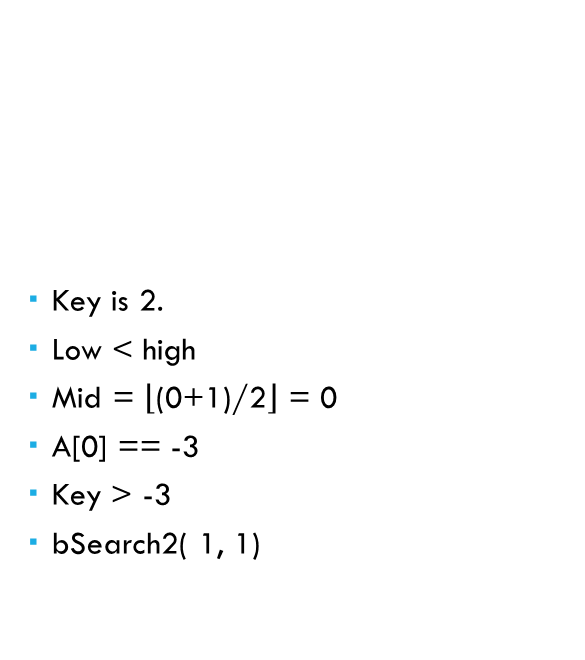 ▪ Key is 2.
▪ Low < high
▪ Mid = ⌊(0+1)/2⌋ = 0
▪ A[0] == -3
▪ Key > -3
▪ bSearch2( 1, 1)